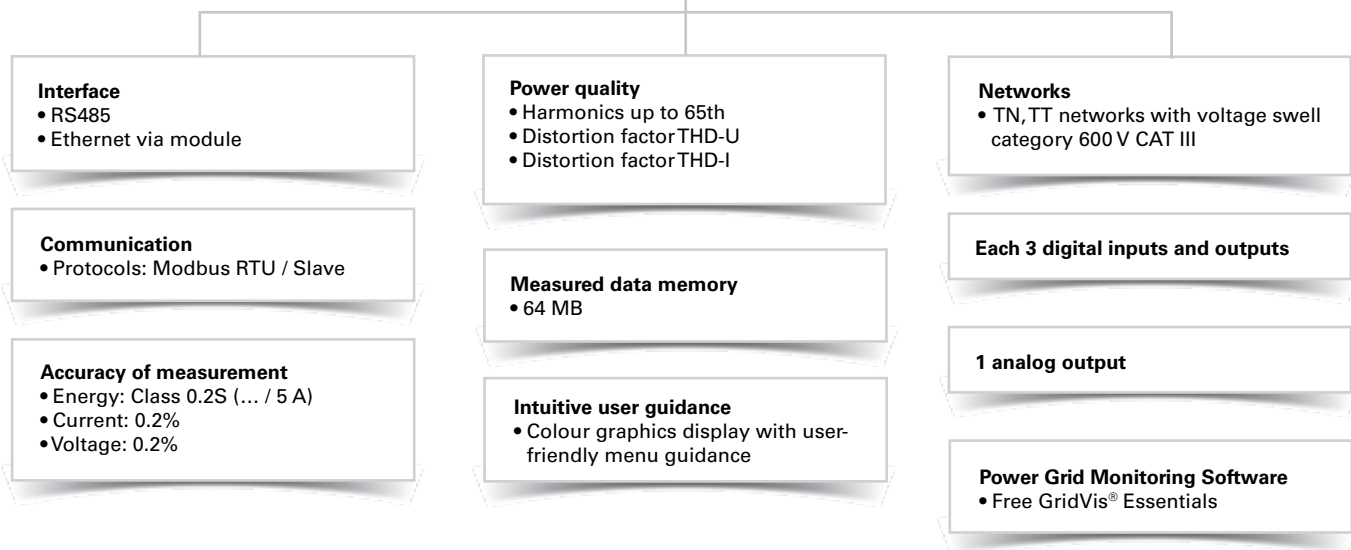 Interface
• RS485
• Ethernet via module
Communication
• Protocols: Modbus RTU / Slave
Accuracy of measurement
• Energy: Class 0.2S (… / 5 A)
• Current: 0.2%
• Voltage: 0.2%
Power quality
• Harmonics up to 65th
• Distortion factor THD-U
• Distortion factor THD-I
Measured data memory
• 64 MB
Intuitive user guidance
• Colour graphics display with user-
friendly menu guidance
Networks
• TN, TT networks with voltage swell
category 600 V CAT III
Each 3 digital inputs and outputs
1 analog output
Power Grid Monitoring Software
• Free GridVis® Essentials